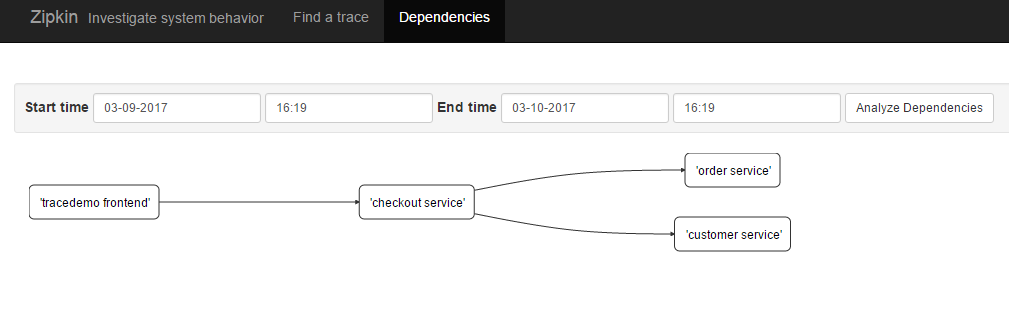 Zipkin Investigate system behavior Find a trace Dependencies
Start time 03-09-2017 16:19 End time 03-10-2017 16:19 Analyze Dependencies
'order service'
'tracedemo frontend' 'checkout service'
'customer service'